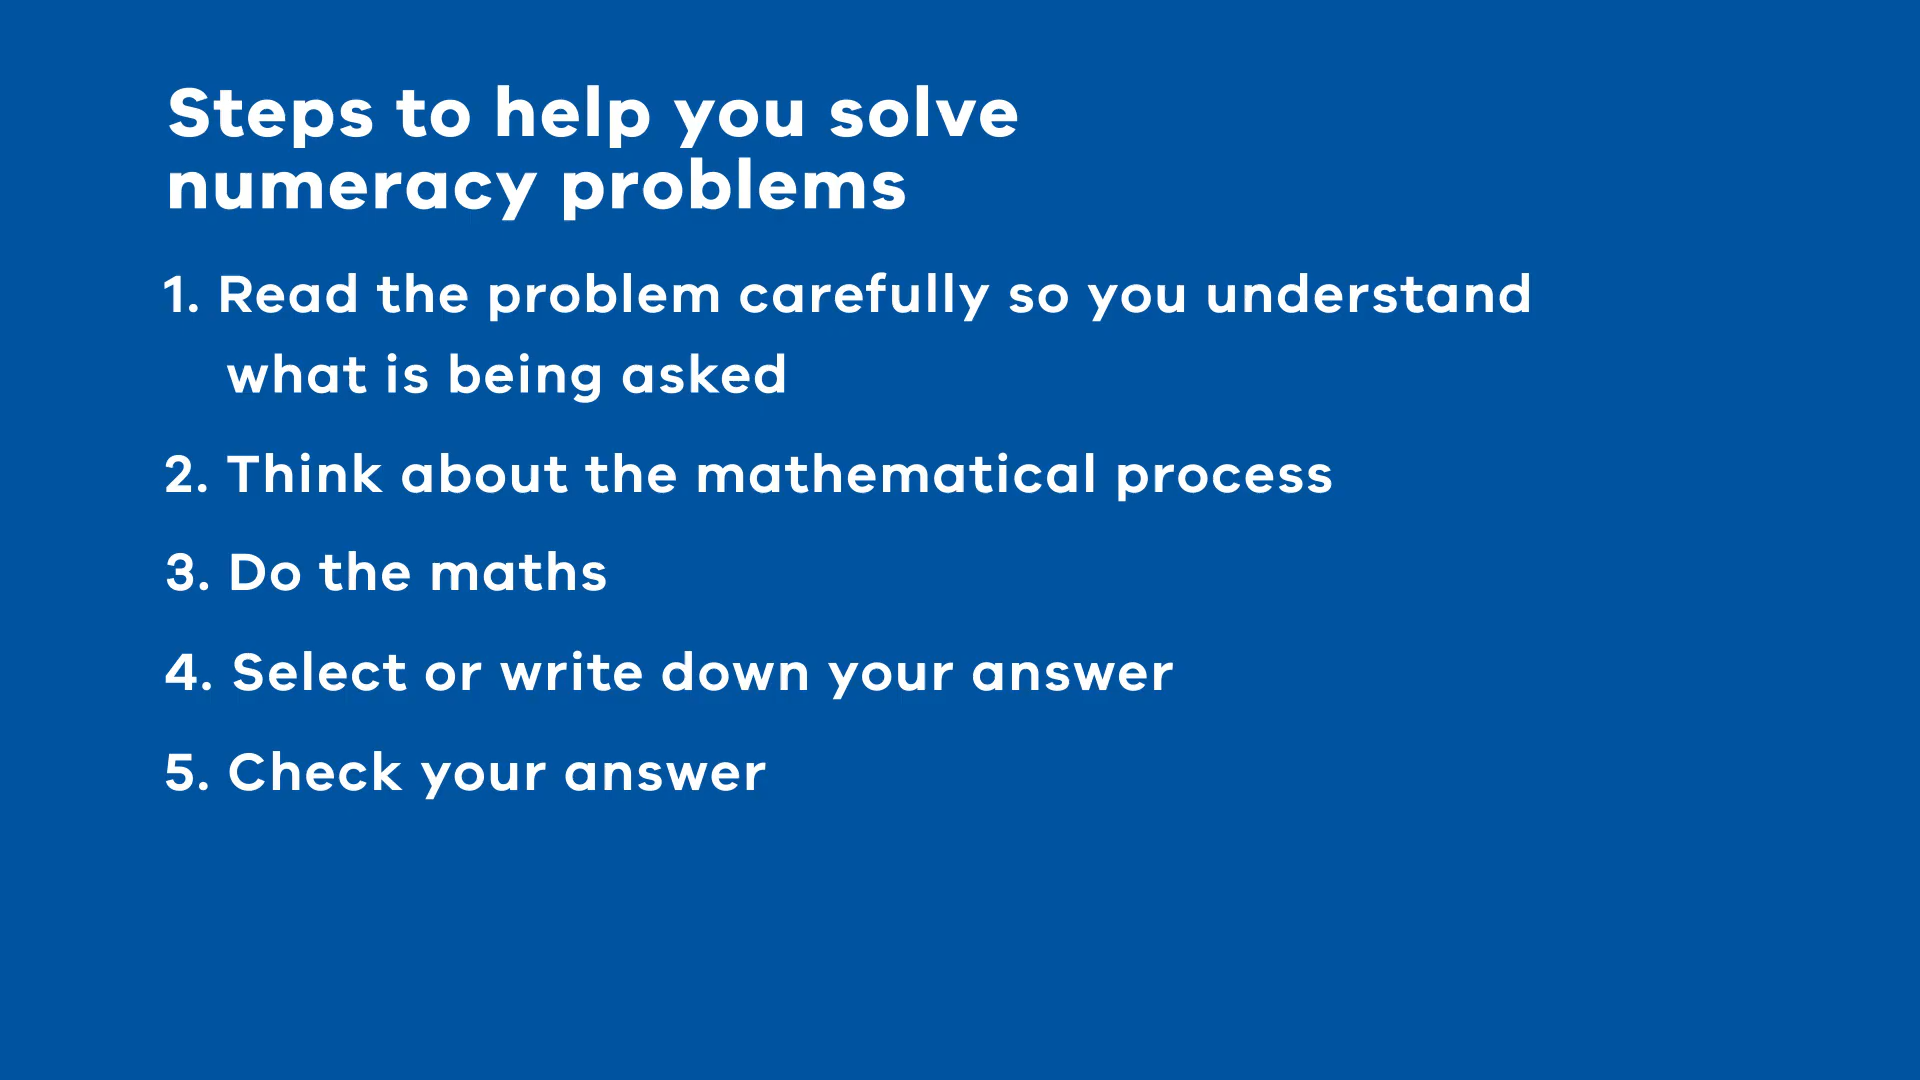 Steps to help you solve
numeracy problems
1. Read the problem carefully so you understand
what is being asked
2. Think about the mathematical process
3. Do the maths
4. Select or write down your answer
5. Check your answer